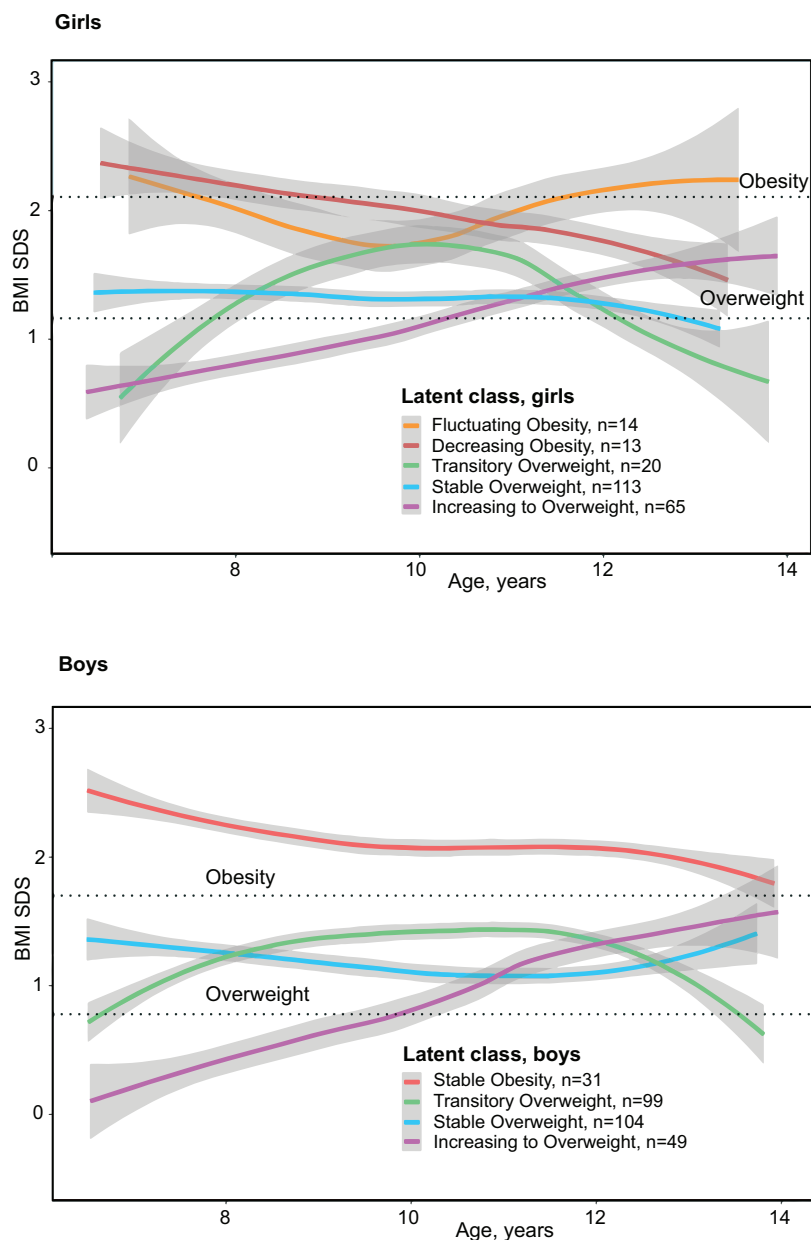 Girls
3
2
1
0
BMI SDS
Obesity
Overweight
Latent class, girls
Fluctuating Obesity, n=14
Decreasing Obesity, n=13
Transitory Overweight, n=20
Stable Overweight, n=113
Increasing to Overweight, n=65
8 10 12 14
Age, years
Boys
3
2
1
0
BMI SDS
Obesity
Overweight
Latent class, boys
Stable Obesity, n=31
Transitory Overweight, n=99
Stable Overweight, n=104
Increasing to Overweight, n=49
8 10 12 14
Age, years